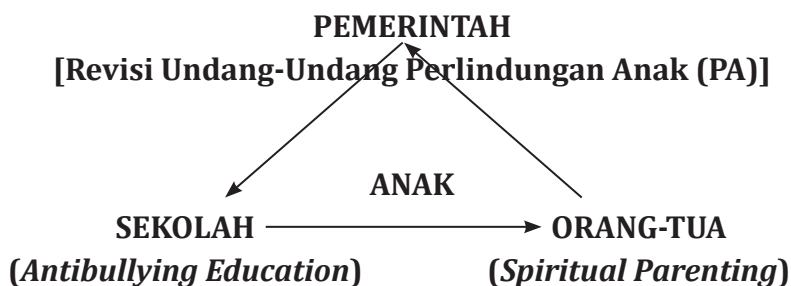 PEMERINTAH
[Revisi Undang-Undang Perlindungan Anak (PA)]
ANAK
SEKOLAH ORANG-TUA
(Antibullying Education) (Spiritual Parenting)